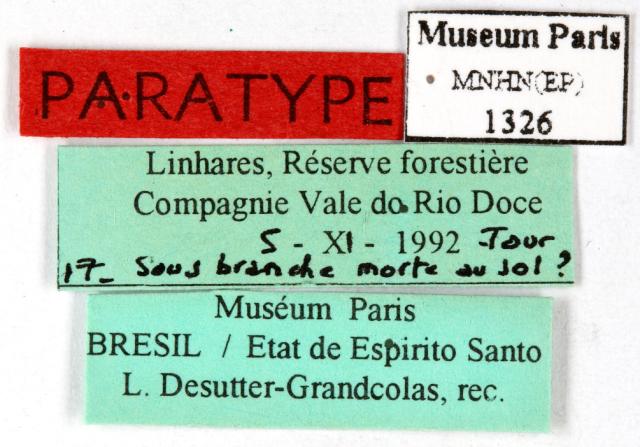 PARATYPE
Museum Paris
MNHN(EP)
1326
Linhares, Réserve forestière
Compagnie Vale do Rio Doce
5 - XI - 1992 - Jour
17_ Sous branche morte au sol ?
Muséum Paris
BRESIL / Etat de Espirito Santo
L. Desutter-Grandcolas, rec.